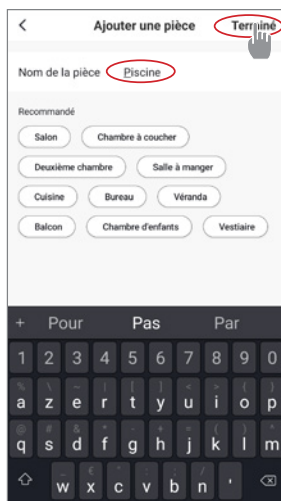 Ajouter une pièce Terminé
Nom de la pièce Piscine
Recommandé
Salon Chambre à coucher
Deuxième chambre Salle à manger
Cuisine Bureau Véranda
Balcon Chambre d'enfants Vestiaire
+ Pour Pas Par
1 2 3 4 5 6 7 8 9 0
a z e r t y u i o p
q s d f g h j k l m
w x c v b n '